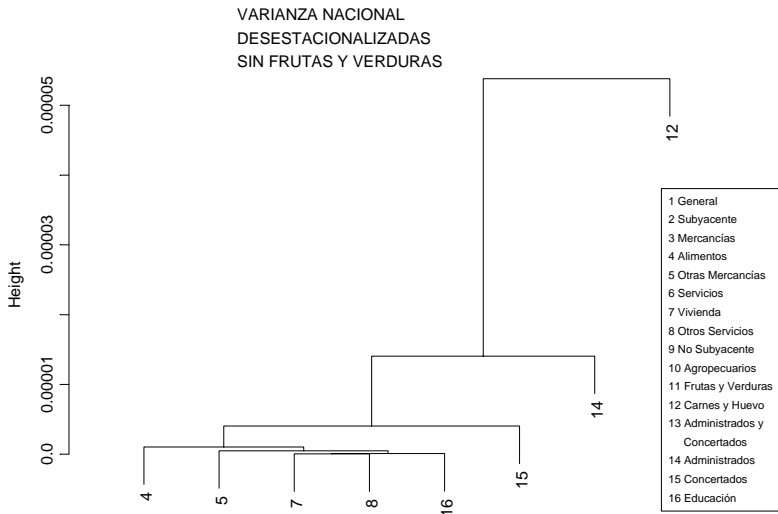 VARIANZA NACIONAL
DESESTACIONALIZADAS
SIN FRUTAS Y VERDURAS
Height
0.00005
0.00003
0.00001
0.0
12
14
15
4
5
7
8
16
1 General
2 Subyacente
3 Mercancías
4 Alimentos
5 Otras Mercancías
6 Servicios
7 Vivienda
8 Otros Servicios
9 No Subyacente
10 Agropecuarios
11 Frutas y Verduras
12 Carnes y Huevo
13 Administrados y
Concertados
14 Administrados
15 Concertados
16 Educación